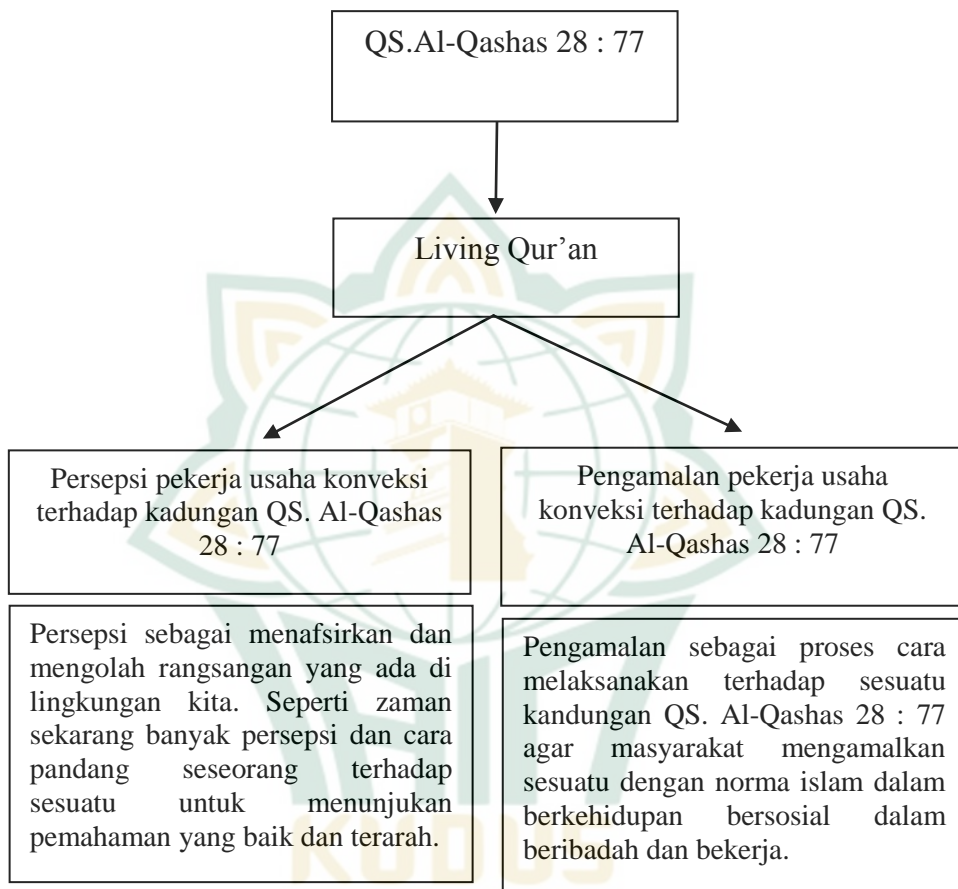 QS.Al-Qashas 28 : 77
Living Qur'an
Persepsi pekerja usaha konveksi
terhadap kadungan QS. Al-Qashas
28 : 77
Pengamalan pekerja usaha
konveksi terhadap kadungan QS.
Al-Qashas 28 : 77
Persepsi sebagai menafsirkan dan
mengolah rangsangan yang ada di
lingkungan kita. Seperti zaman
sekarang banyak persepsi dan cara
pandang seseorang terhadap
sesuatu untuk menunjukan
pemahaman yang baik dan terarah.
Pengamalan sebagai proses cara
melaksanakan terhadap sesuatu
kandungan QS. Al-Qashas 28 : 77
agar masyarakat mengamalkan
sesuatu dengan norma islam dalam
berkehidupan bersosial dalam
beribadah dan bekerja.
KUDUS